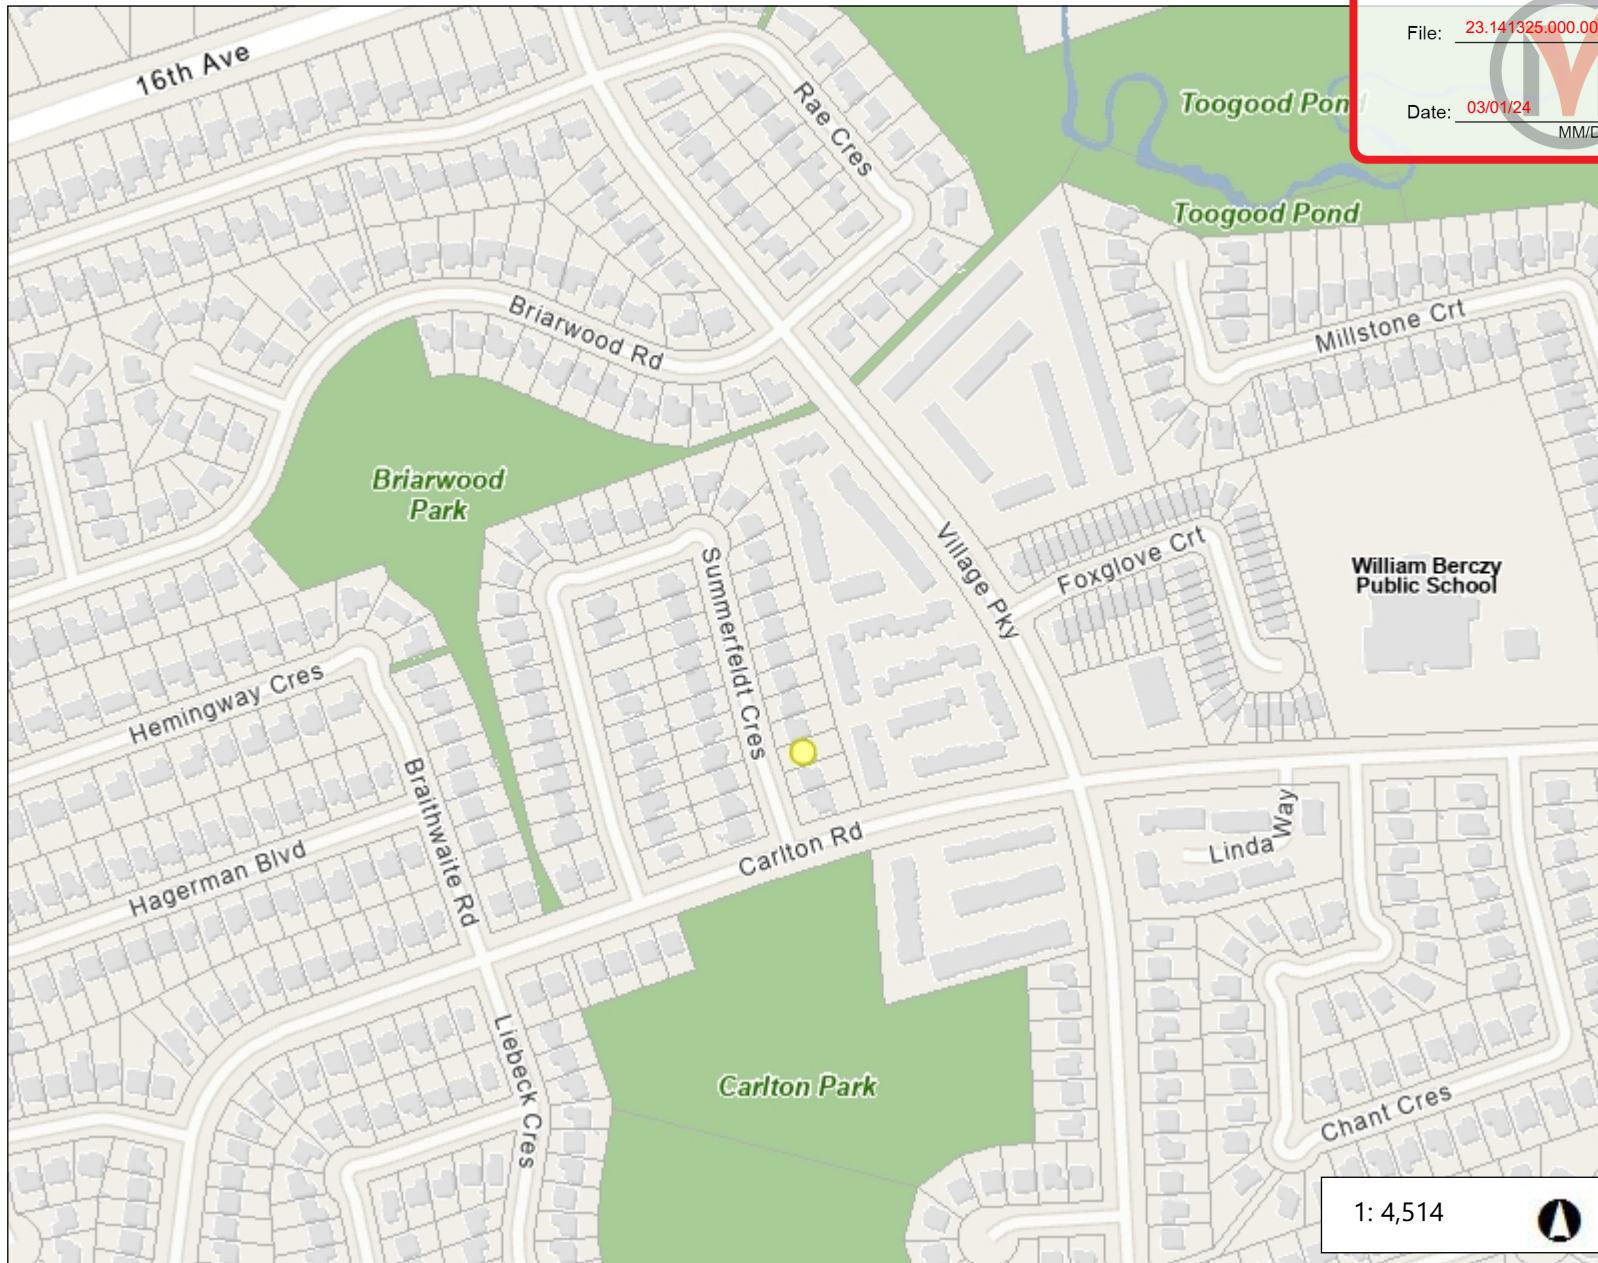 File: 23.141325.000.00
Date: 03/01/24
MM/D
16th Ave
Rae Cres
Toogood Pond
Toogood Pond
Briarwood Rd
Millstone Crt
Briarwood
Park
Village Pky
Foxglove Crt
William Berczy
Public School
Summerfeldt Cres
Hemingway Cres
Braithwaite Rd
Hagerman Blvd
Carlton Rd
Linda Way
Liebeck Cres
Carlton Park
Chant Cres
1: 4,514